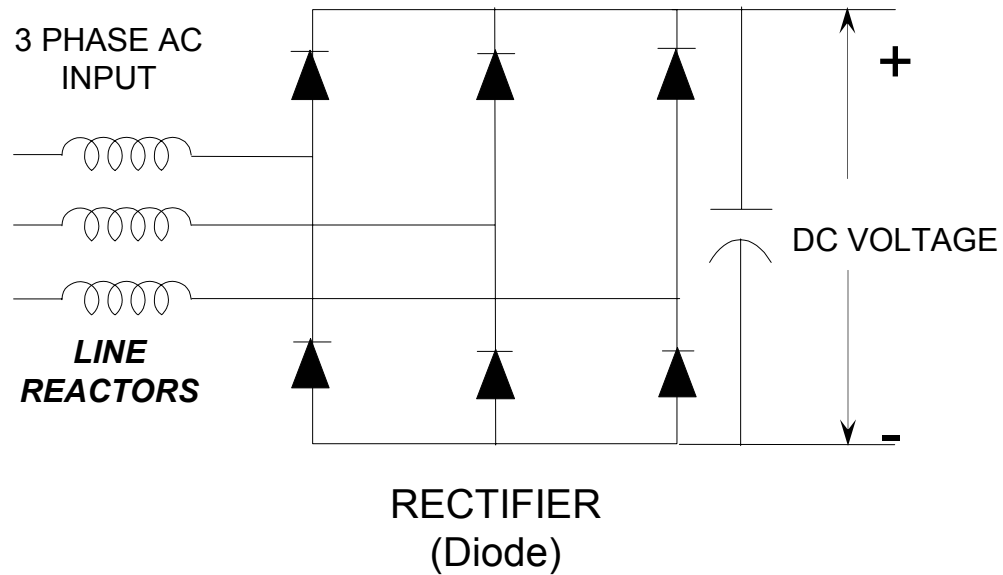 3 PHASE AC
INPUT
+
DC VOLTAGE
LINE
REACTORS
-
RECTIFIER
(Diode)